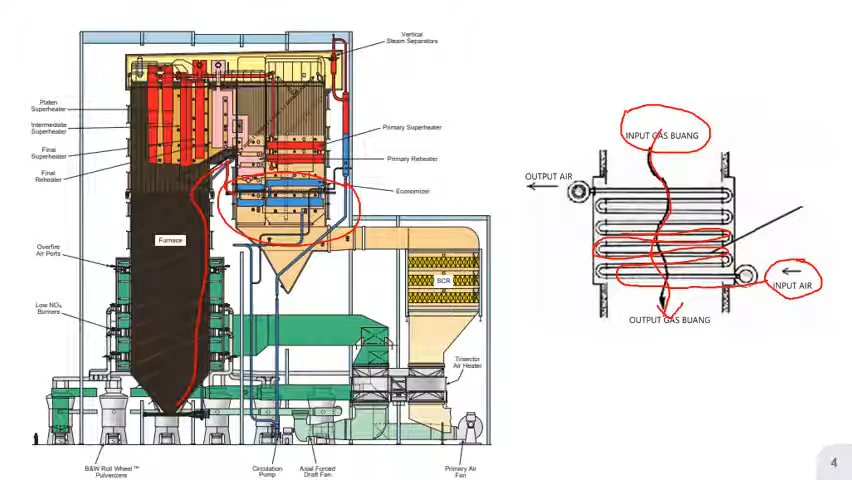 Vertical
Steam Separators
Platen
Superheater
Intermediate
Superheater
Final
Superheater
Final
Reheater
Primary Superheater
Primary Reheater
Economizer
Furnace
Overfire
Air Ports
Low NOx
Burners
SCR
Trisector
Air Heater
B&W Roll Wheel™
Pulverizers
Circulation
Pump
Axial Forced
Draft Fan
Primary Air
Fan
INPUT GAS BUANG
OUTPUT AIR
INPUT AIR
OUTPUT GAS BUANG
4